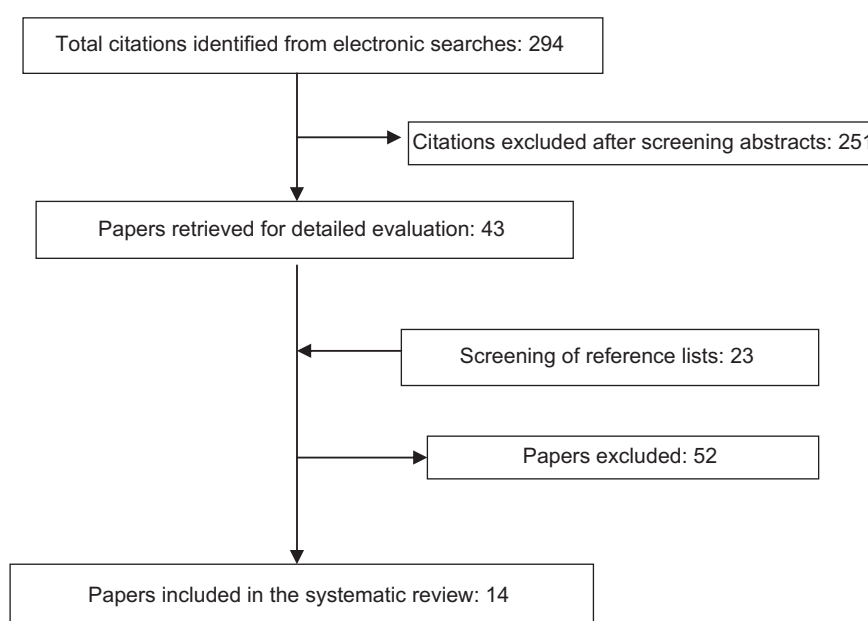 Total citations identified from electronic searches: 294
Citations excluded after screening abstracts: 251
Papers retrieved for detailed evaluation: 43
Screening of reference lists: 23
Papers excluded: 52
Papers included in the systematic review: 14